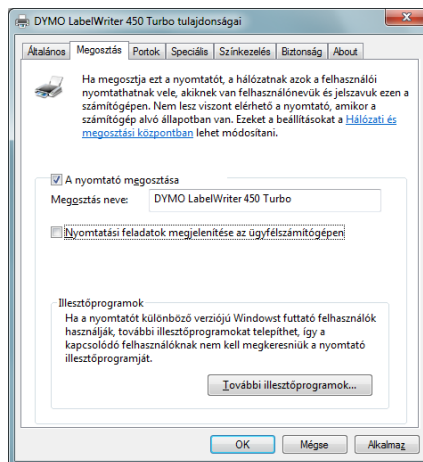 DYMO LabelWriter 450 Turbo tulajdonságai
Általános Megosztás Portok Speciális Színkezelés Biztonság About
Ha megosztja ezt a nyomtatót, a hálózatnak azok a felhasználói
nyomtathatnak vele, akiknek van felhasználónevük és jelszavuk ezen a
számítógépen. Nem lesz viszont elérhető a nyomtató, amikor a
számítógép alvó állapotban van. Ezeket a beállításokat a Hálózati és
megosztási központban lehet módosítani.
A nyomtató megosztása
Megosztás neve: DYMO LabelWriter 450 Turbo
Nyomtatási feladatok megjelenítése az ügyfélszámítógépen
Illesztőprogramok
Ha a nyomtatót különböző verziójú Windowst futtató felhasználók
használják, további illesztőprogramokat telepíthet, így a
kapcsolódó felhasználóknak nem kell megkeresniük a nyomtató
illesztőprogramját.
További illesztőprogramok...
OK Mégse Alkalmaz